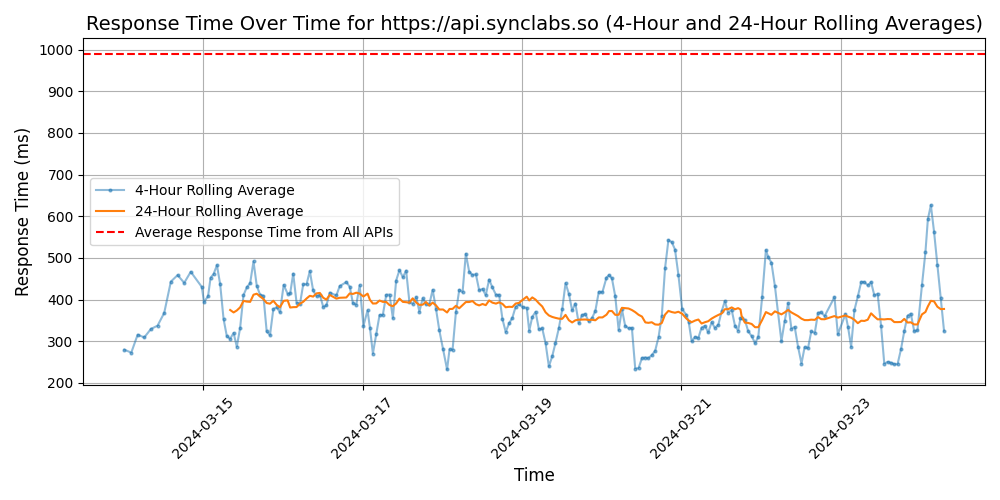 Response Time Over Time for https://api.synclabs.so (4-Hour and 24-Hour Rolling Averages)
Response Time (ms)
1000
900
800
700
600
500
400
300
200
4-Hour Rolling Average
24-Hour Rolling Average
Average Response Time from All APIs
2024-03-15
2024-03-17
2024-03-19
2024-03-21
2024-03-23
Time